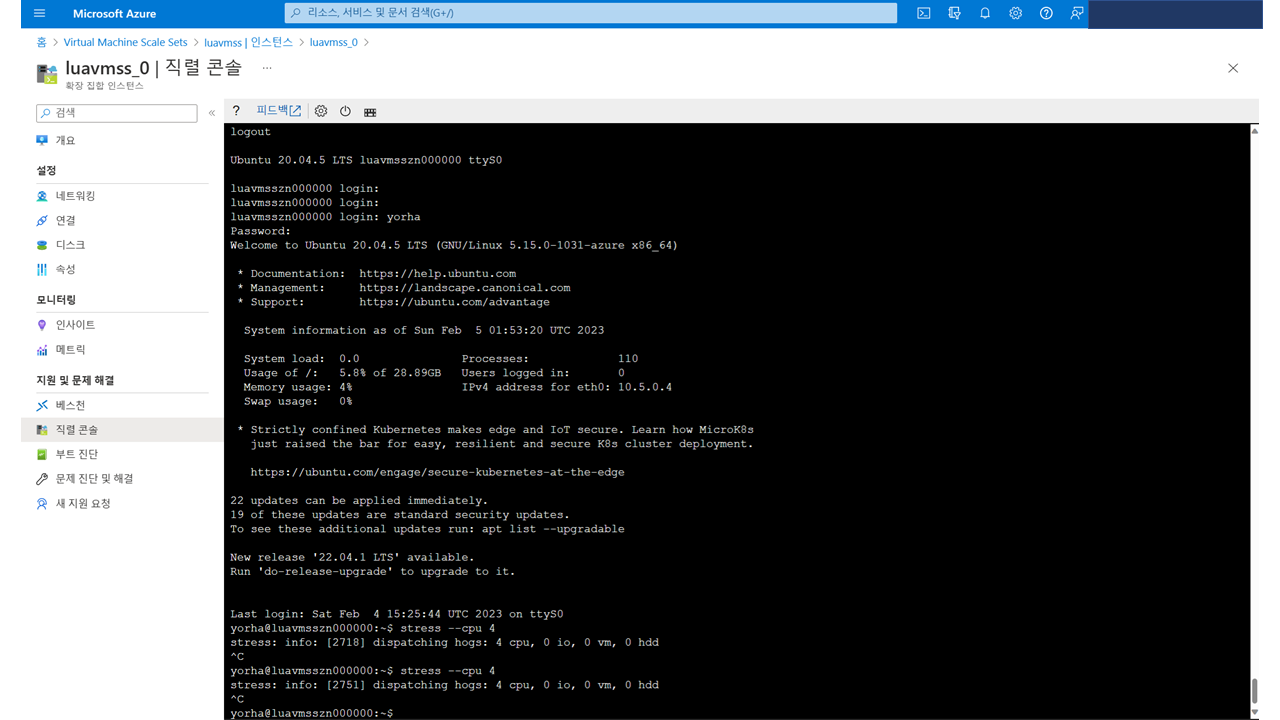 Microsoft Azure
리소스, 서비스 및 문서 검색(G+/)
홈 > Virtual Machine Scale Sets > luavmss | 인스턴스 > luavmss_0 >
luavmss_0 | 직렬 콘솔 ...
확장 집합 인스턴스
검색 «
개요
설정
네트워킹
연결
디스크
속성
모니터링
인사이트
메트릭
지원 및 문제 해결
베스천
직렬 콘솔
부트 진단
문제 진단 및 해결
새 지원 요청
? 피드백
logout
Ubuntu 20.04.5 LTS luavmsszn000000 ttyS0
luavmsszn000000 login:
luavmsszn000000 login:
luavmsszn000000 login: yorha
Password:
Welcome to Ubuntu 20.04.5 LTS (GNU/Linux 5.15.0-1031-azure x86_64)
* Documentation: https://help.ubuntu.com
* Management: https://landscape.canonical.com
* Support: https://ubuntu.com/advantage
System information as of Sun Feb 5 01:53:20 UTC 2023
System load: 0.0 Processes: 110
Usage of /: 5.8% of 28.89GB Users logged in: 0
Memory usage: 4% IPv4 address for eth0: 10.5.0.4
Swap usage: 0%
* Strictly confined Kubernetes makes edge and IoT secure. Learn how MicroK8s
just raised the bar for easy, resilient and secure K8s cluster deployment.
https://ubuntu.com/engage/secure-kubernetes-at-the-edge
22 updates can be applied immediately.
19 of these updates are standard security updates.
To see these additional updates run: apt list --upgradable
New release '22.04.1 LTS' available.
Run 'do-release-upgrade' to upgrade to it.
Last login: Sat Feb 4 15:25:44 UTC 2023 on ttyS0
yorha@luavmsszn000000:~$ stress --cpu 4
stress: info: [2718] dispatching hogs: 4 cpu, 0 io, 0 vm, 0 hdd
^C
yorha@luavmsszn000000:~$ stress --cpu 4
stress: info: [2751] dispatching hogs: 4 cpu, 0 io, 0 vm, 0 hdd
^C
yorha@luavmsszn000000:~$